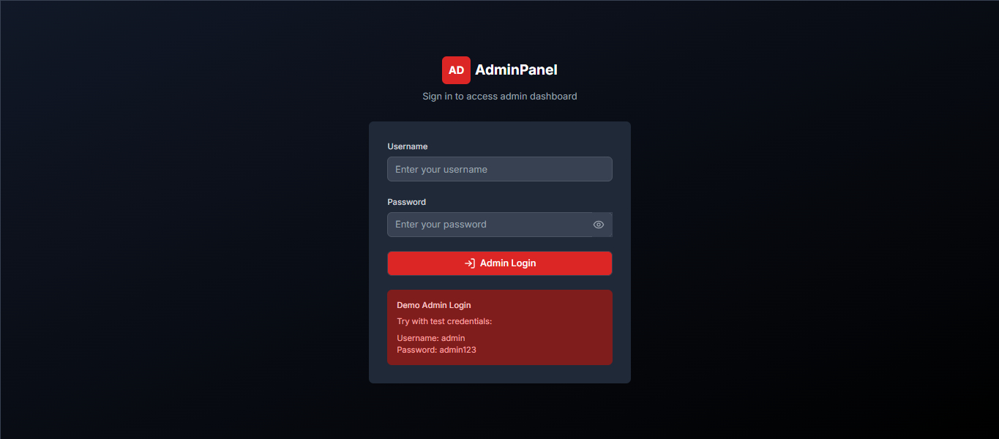 AD AdminPanel
Sign in to access admin dashboard
Username
Enter your username
Password
Enter your password
Admin Login
Demo Admin Login
Try with test credentials:
Username: admin
Password: admin123